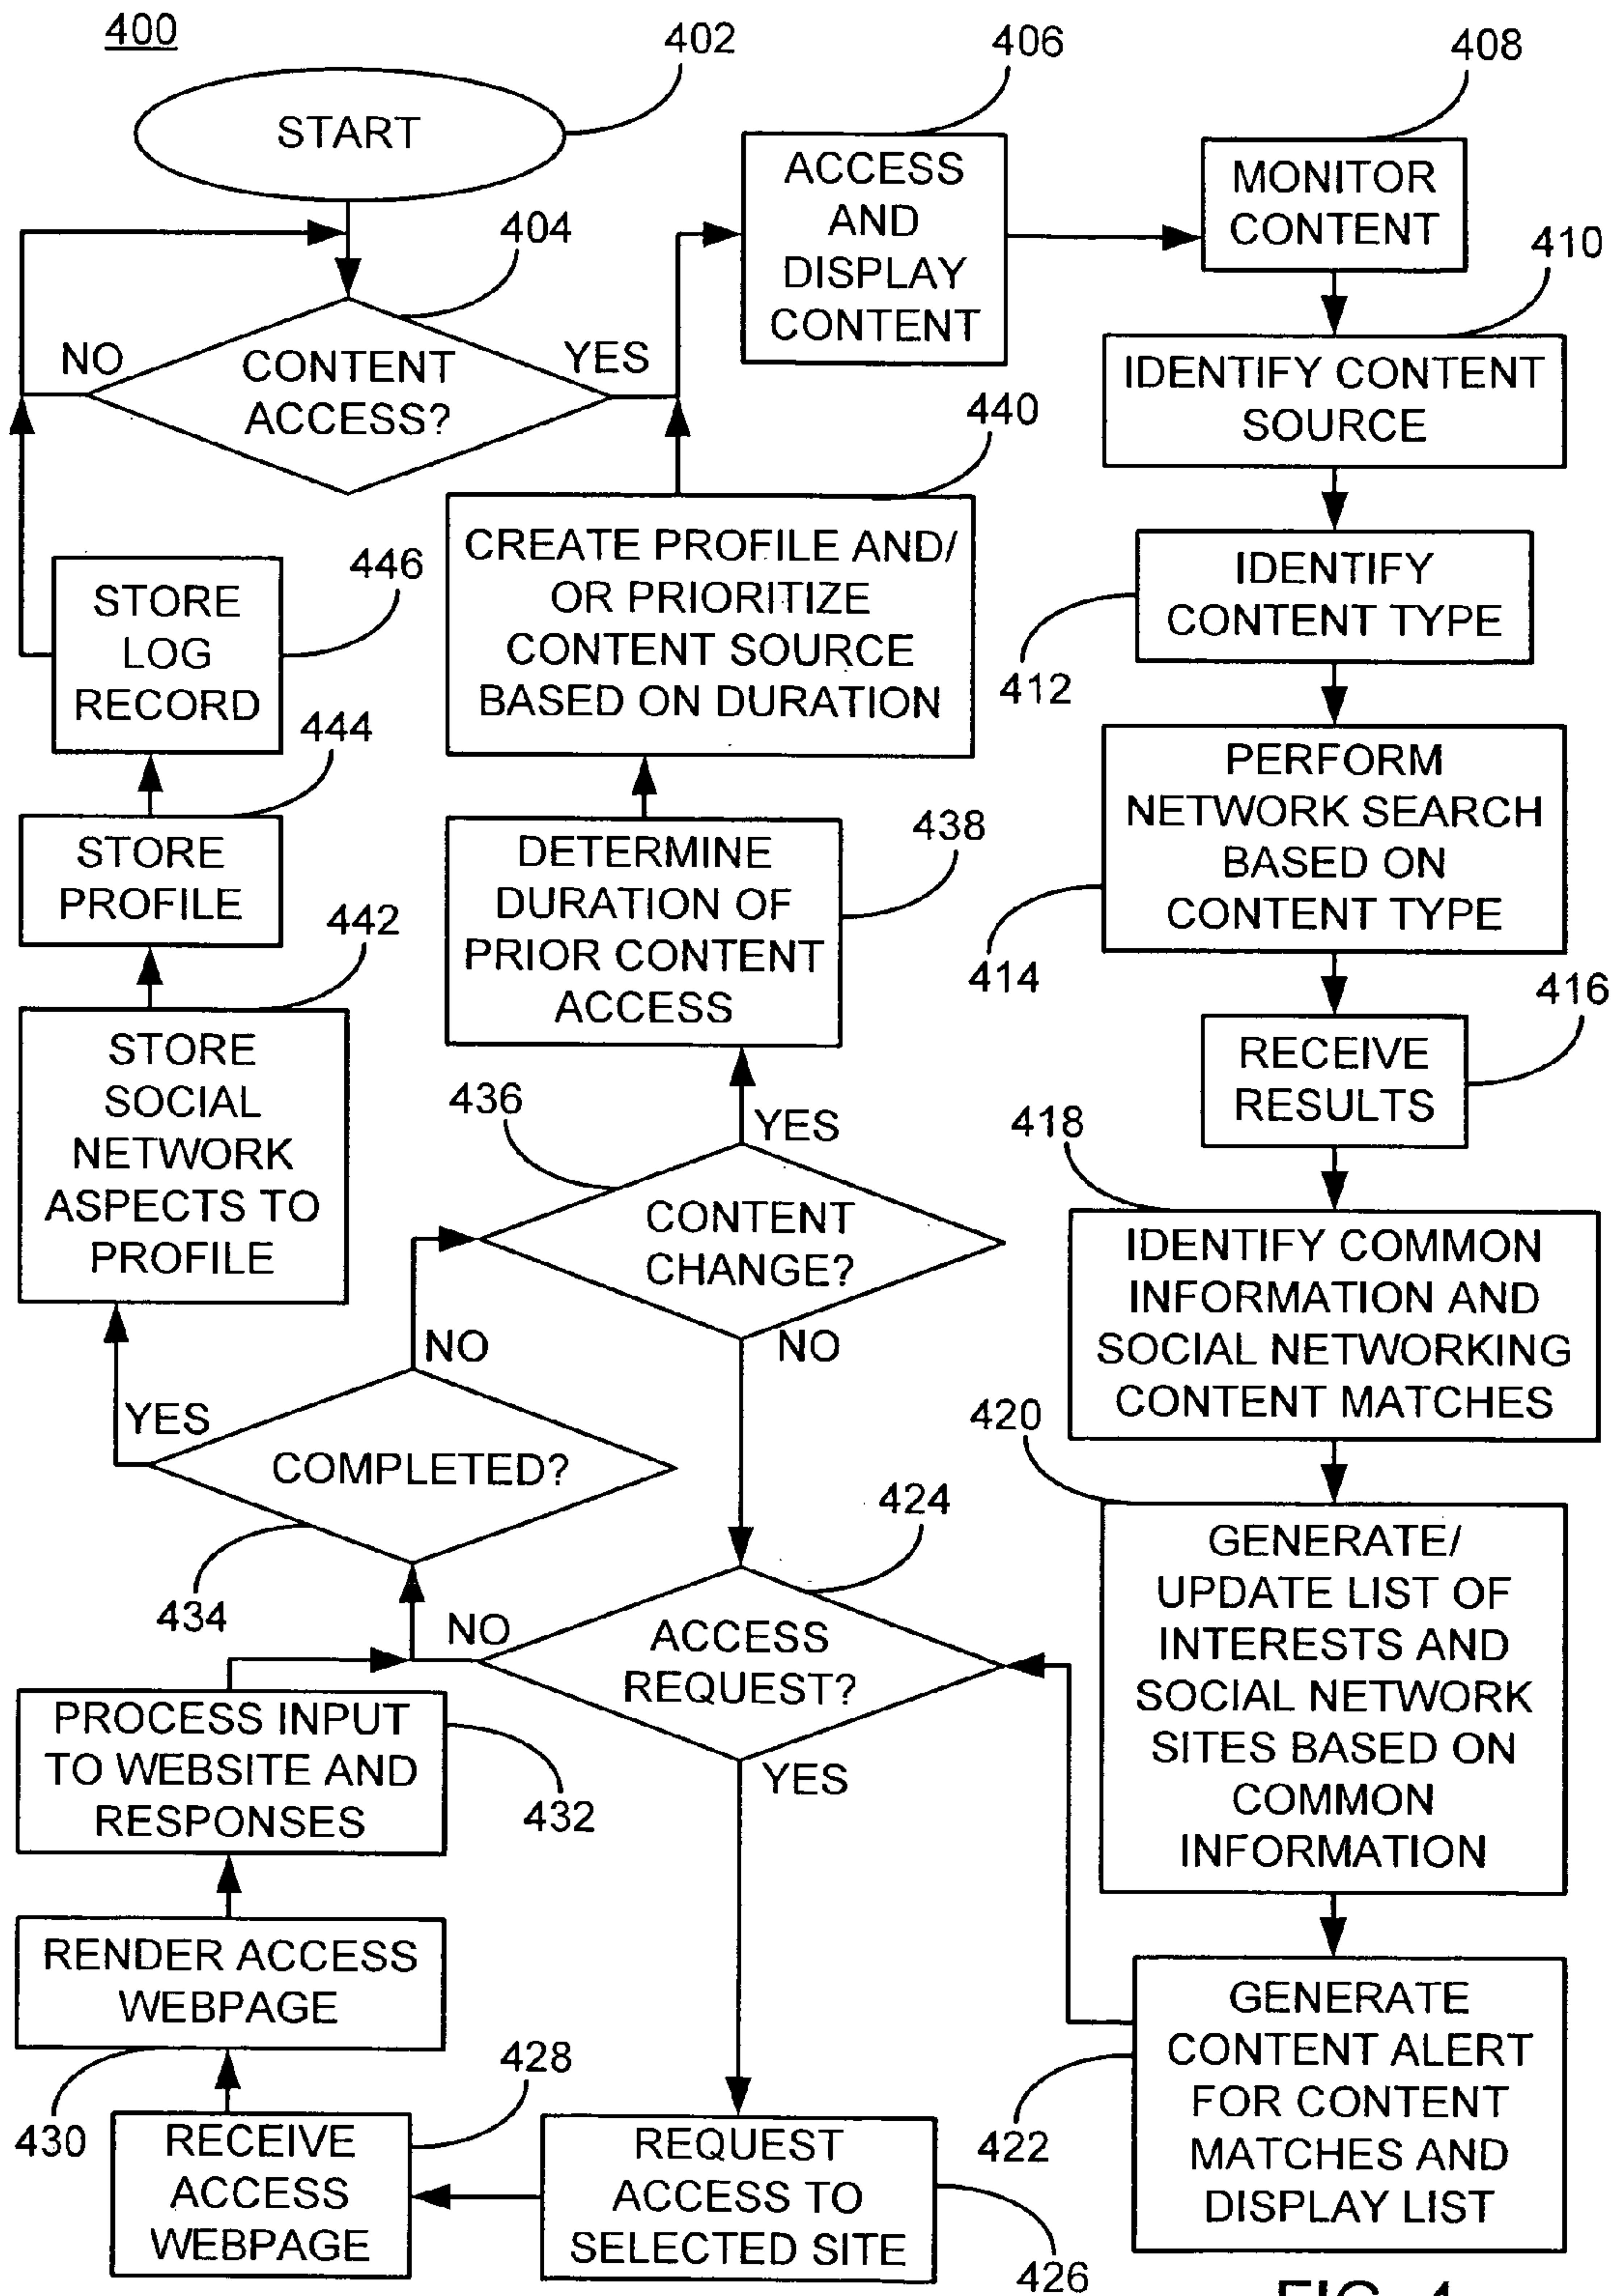 400
402
START
404
NO
CONTENT
ACCESS?
YES
406
ACCESS
AND
DISPLAY
CONTENT
408
MONITOR
CONTENT
410
IDENTIFY CONTENT
SOURCE
IDENTIFY
CONTENT TYPE
412
PERFORM
NETWORK SEARCH
BASED ON
CONTENT TYPE
414
416
RECEIVE
RESULTS
418
IDENTIFY COMMON
INFORMATION AND
SOCIAL NETWORKING
CONTENT MATCHES
420
GENERATE/
UPDATE LIST OF
INTERESTS AND
SOCIAL NETWORK
SITES BASED ON
COMMON
INFORMATION
GENERATE
CONTENT ALERT
FOR CONTENT
MATCHES AND
DISPLAY LIST
422
424
ACCESS
REQUEST?
NO
YES
REQUEST
ACCESS TO
SELECTED SITE
426
428
RECEIVE
ACCESS
WEBPAGE
430
RENDER ACCESS
WEBPAGE
PROCESS INPUT
TO WEBSITE AND
RESPONSES
432
434
COMPLETED?
YES
NO
436
CONTENT
CHANGE?
YES
NO
438
DETERMINE
DURATION OF
PRIOR CONTENT
ACCESS
440
CREATE PROFILE AND/
OR PRIORITIZE
CONTENT SOURCE
BASED ON DURATION
442
STORE
SOCIAL
NETWORK
ASPECTS TO
PROFILE
444
STORE
PROFILE
446
STORE
LOG
RECORD